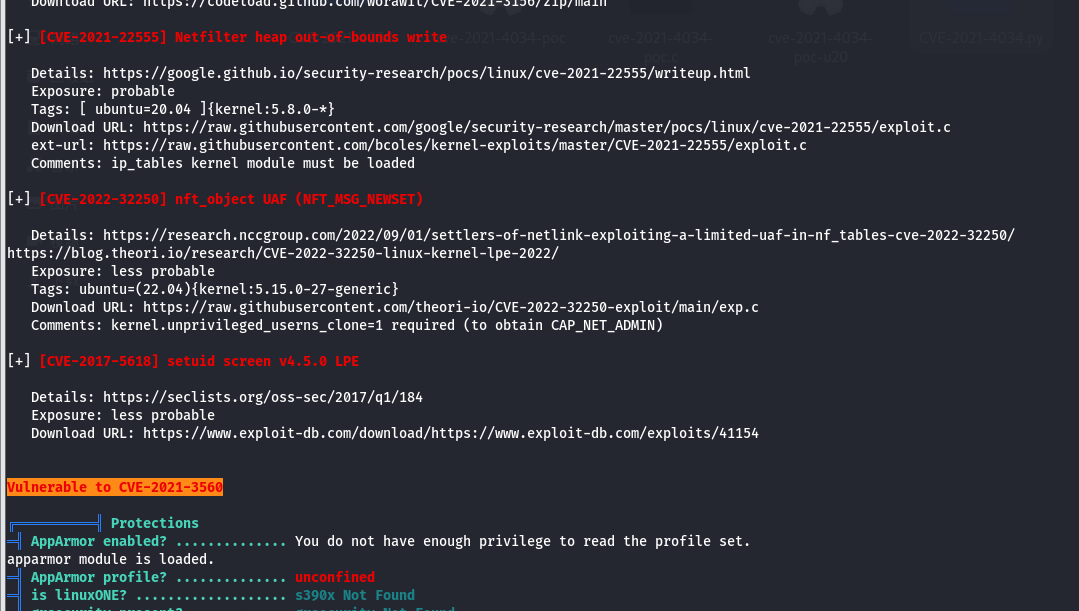 Download URL: https://codeload.github.com/worawit/CVE-2021-3156/zip/main
[+] [CVE-2021-22555] Netfilter heap out-of-bounds write
Details: https://google.github.io/security-research/pocs/linux/cve-2021-22555/writeup.html
Exposure: probable
Tags: [ ubuntu=20.04 ]{kernel:5.8.0-*}
Download URL: https://raw.githubusercontent.com/google/security-research/master/pocs/linux/cve-2021-22555/exploit.c
ext-url: https://raw.githubusercontent.com/bcoles/kernel-exploits/master/CVE-2021-22555/exploit.c
Comments: ip_tables kernel module must be loaded
[+] [CVE-2022-32250] nft_object UAF (NFT_MSG_NEWSET)
Details: https://research.nccgroup.com/2022/09/01/settlers-of-netlink-exploiting-a-limited-uaf-in-nf_tables-cve-2022-32250/
https://blog.theori.io/research/CVE-2022-32250-linux-kernel-lpe-2022/
Exposure: less probable
Tags: ubuntu=(22.04){kernel:5.15.0-27-generic}
Download URL: https://raw.githubusercontent.com/theori-io/CVE-2022-32250-exploit/main/exp.c
Comments: kernel.unprivileged_userns_clone=1 required (to obtain CAP_NET_ADMIN)
[+] [CVE-2017-5618] setuid screen v4.5.0 LPE
Details: https://seclists.org/oss-sec/2017/q1/184
Exposure: less probable
Download URL: https://www.exploit-db.com/download/https://www.exploit-db.com/exploits/41154
Vulnerable to CVE-2021-3560
Protections
AppArmor enabled? .............. You do not have enough privilege to read the profile set.
apparmor module is loaded.
AppArmor profile? .............. unconfined
is linuxONE? ................... s390x Not Found
grsecurity present? ............ grsecurity Not Found